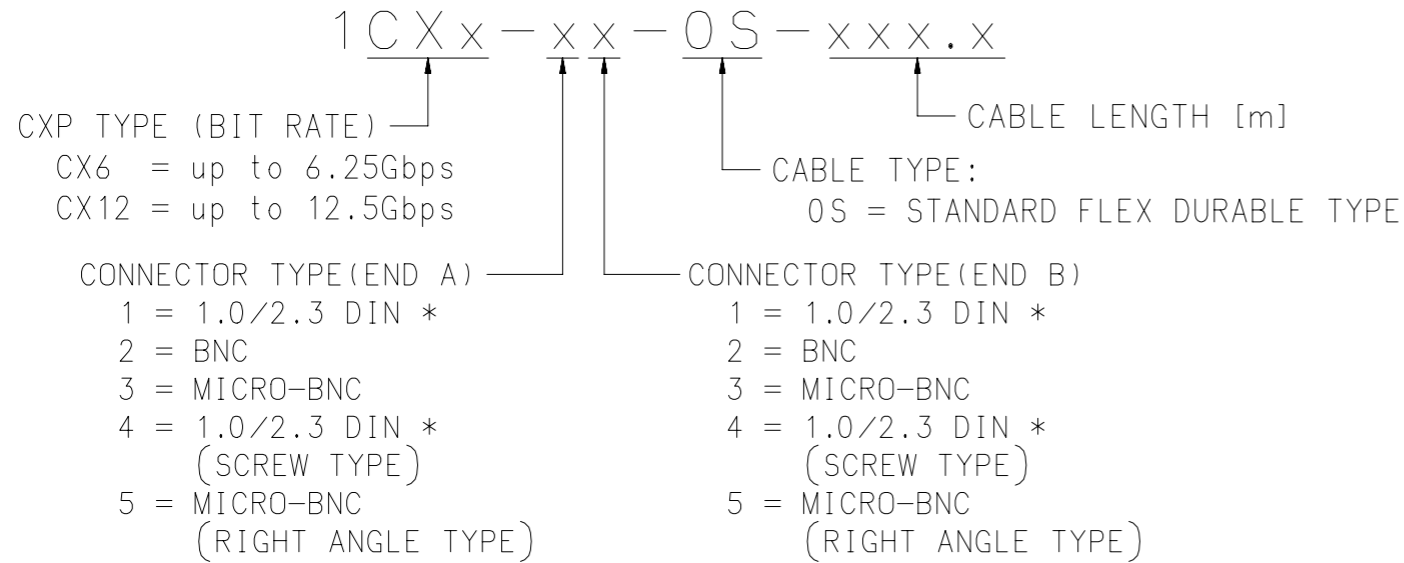 1CXx-xx-0S-xxx.x
CXP TYPE (BIT RATE)
CX6 = up to 6.25Gbps
CX12 = up to 12.5Gbps
CABLE LENGTH [m]
CABLE TYPE:
0S = STANDARD FLEX DURABLE TYPE
CONNECTOR TYPE(END A)
1 = 1.0/2.3 DIN *
2 = BNC
3 = MICRO-BNC
4 = 1.0/2.3 DIN *
(SCREW TYPE)
5 = MICRO-BNC
(RIGHT ANGLE TYPE)
CONNECTOR TYPE(END B)
1 = 1.0/2.3 DIN *
2 = BNC
3 = MICRO-BNC
4 = 1.0/2.3 DIN *
(SCREW TYPE)
5 = MICRO-BNC
(RIGHT ANGLE TYPE)